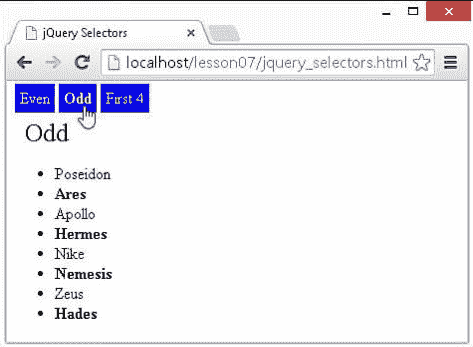 jQuery Selectors
localhost/lesson07/jquery_selectors.html
Even Odd First 4
Odd
Poseidon
Ares
Apollo
Hermes
Nike
Nemesis
Zeus
Hades